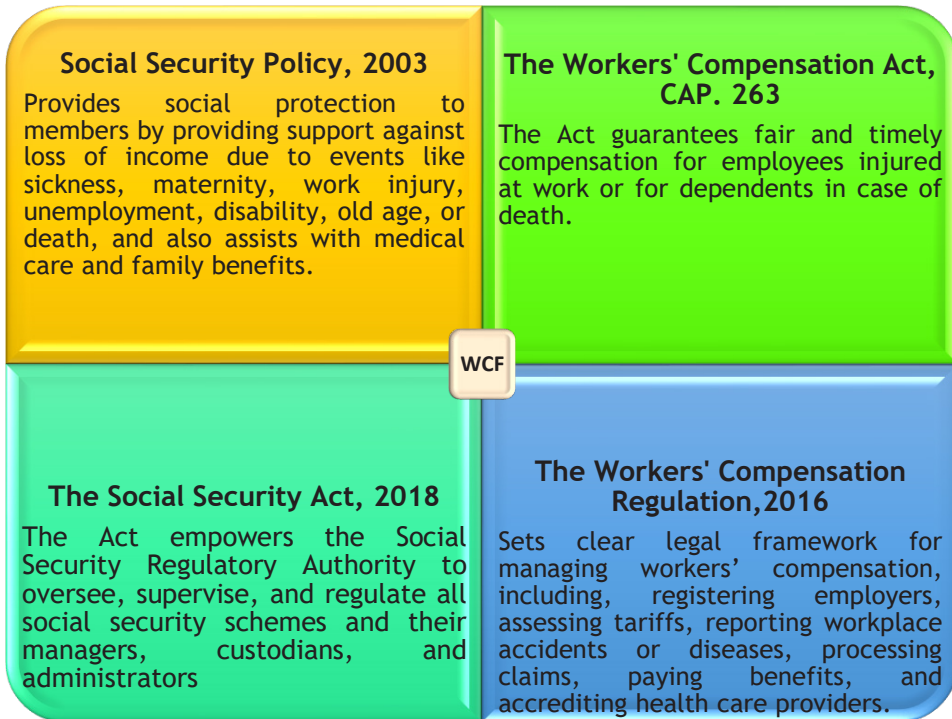 Social Security Policy, 2003
Provides social protection to
members by providing support against
loss of income due to events like
sickness, maternity, work injury,
unemployment, disability, old age, or
death, and also assists with medical
care and family benefits.
The Workers' Compensation Act,
CAP. 263
The Act guarantees fair and timely
compensation for employees injured
at work or for dependents in case of
death.
WCF
The Social Security Act, 2018
The Act empowers the Social
Security Regulatory Authority to
oversee, supervise, and regulate all
social security schemes and their
managers, custodians, and
administrators
The Workers' Compensation
Regulation,2016
Sets clear legal framework for
managing workers’ compensation,
including, registering employers,
assessing tariffs, reporting workplace
accidents or diseases, processing
claims, paying benefits, and
accrediting health care providers.